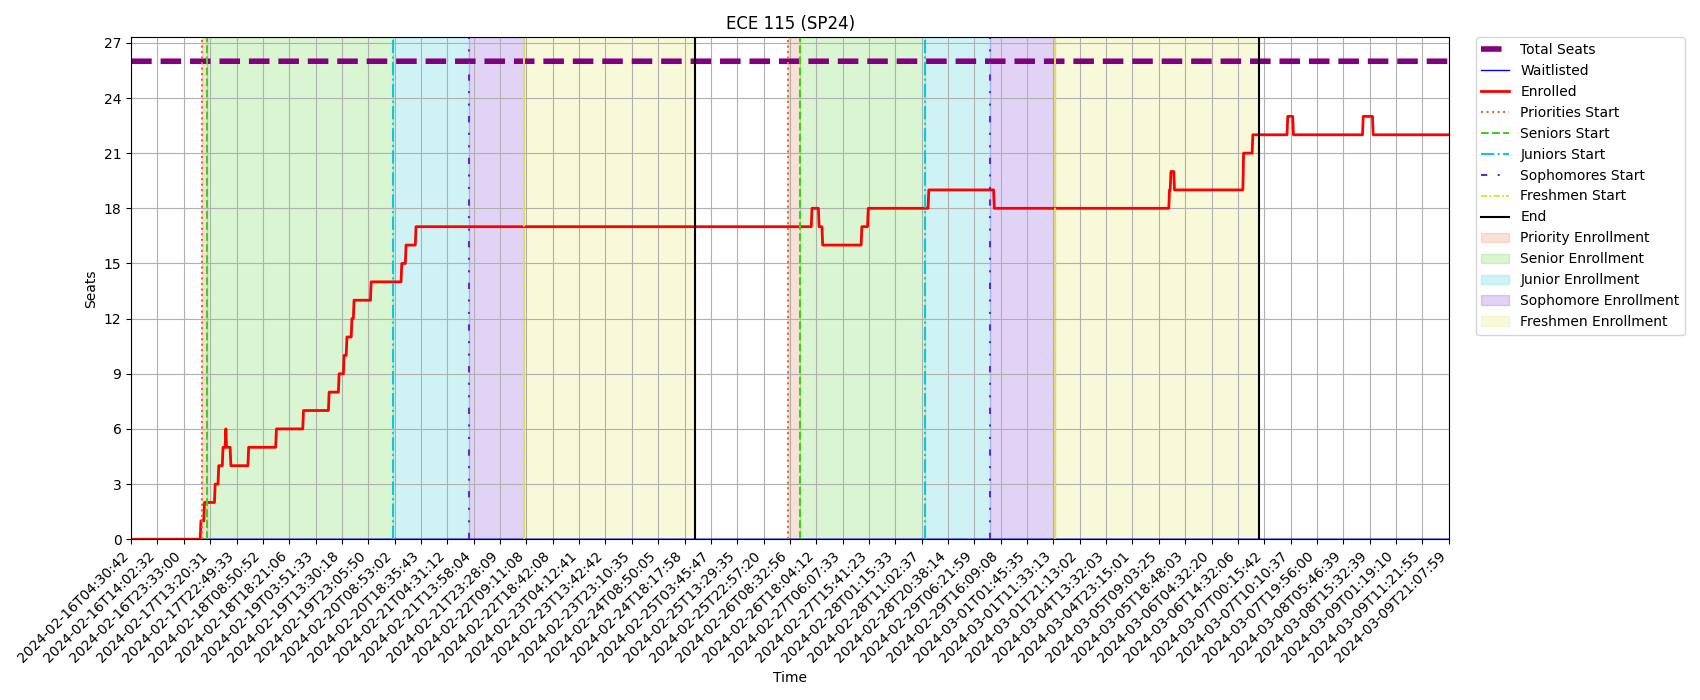 ECE 115 (SP24)
27
24
21
18
15
12
9
6
3
0
Seats
2024-02-16T04:30:42
2024-02-16T14:02:32
2024-02-16T23:33:00
2024-02-17T13:20:31
2024-02-17T22:49:33
2024-02-18T08:50:52
2024-02-18T18:21:06
2024-02-19T03:51:33
2024-02-19T13:30:18
2024-02-19T23:05:50
2024-02-20T08:53:02
2024-02-20T18:35:43
2024-02-21T04:31:12
2024-02-21T13:58:04
2024-02-21T23:28:09
2024-02-22T09:11:08
2024-02-22T18:42:08
2024-02-23T04:12:41
2024-02-23T13:42:42
2024-02-23T23:10:35
2024-02-24T08:50:05
2024-02-24T18:17:58
2024-02-25T03:45:47
2024-02-25T13:29:35
2024-02-25T22:57:20
2024-02-26T08:32:56
2024-02-26T18:04:12
2024-02-27T06:07:33
2024-02-27T15:41:23
2024-02-28T01:15:33
2024-02-28T11:02:37
2024-02-28T20:38:14
2024-02-29T06:21:59
2024-02-29T16:09:08
2024-03-01T01:45:35
2024-03-01T11:33:13
2024-03-01T21:13:02
2024-03-04T13:32:03
2024-03-04T23:15:01
2024-03-05T09:03:25
2024-03-05T18:48:03
2024-03-06T04:32:20
2024-03-06T14:32:06
2024-03-07T00:15:42
2024-03-07T10:10:37
2024-03-07T19:56:00
2024-03-08T05:46:39
2024-03-08T15:32:39
2024-03-09T01:19:10
2024-03-09T11:21:55
2024-03-09T21:07:59
Time
Total Seats
Waitlisted
Enrolled
Priorities Start
Seniors Start
Juniors Start
Sophomores Start
Freshmen Start
End
Priority Enrollment
Senior Enrollment
Junior Enrollment
Sophomore Enrollment
Freshmen Enrollment